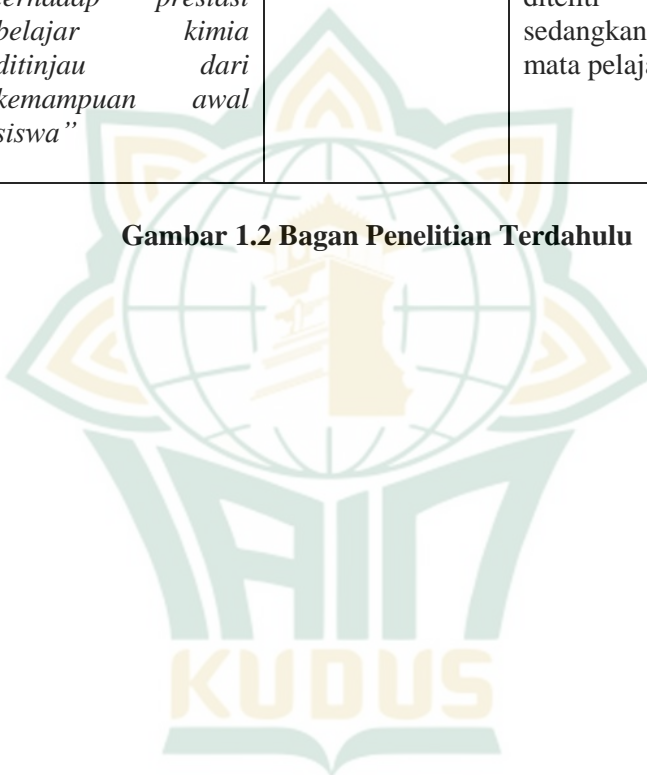 terhadap prestasi
belajar kimia
ditinjau dari
kemampuan awal
siswa”
diteliti
sedangkan
mata
Gambar 1.2 Bagan Penelitian Terdahulu
IAIN
KUDUS